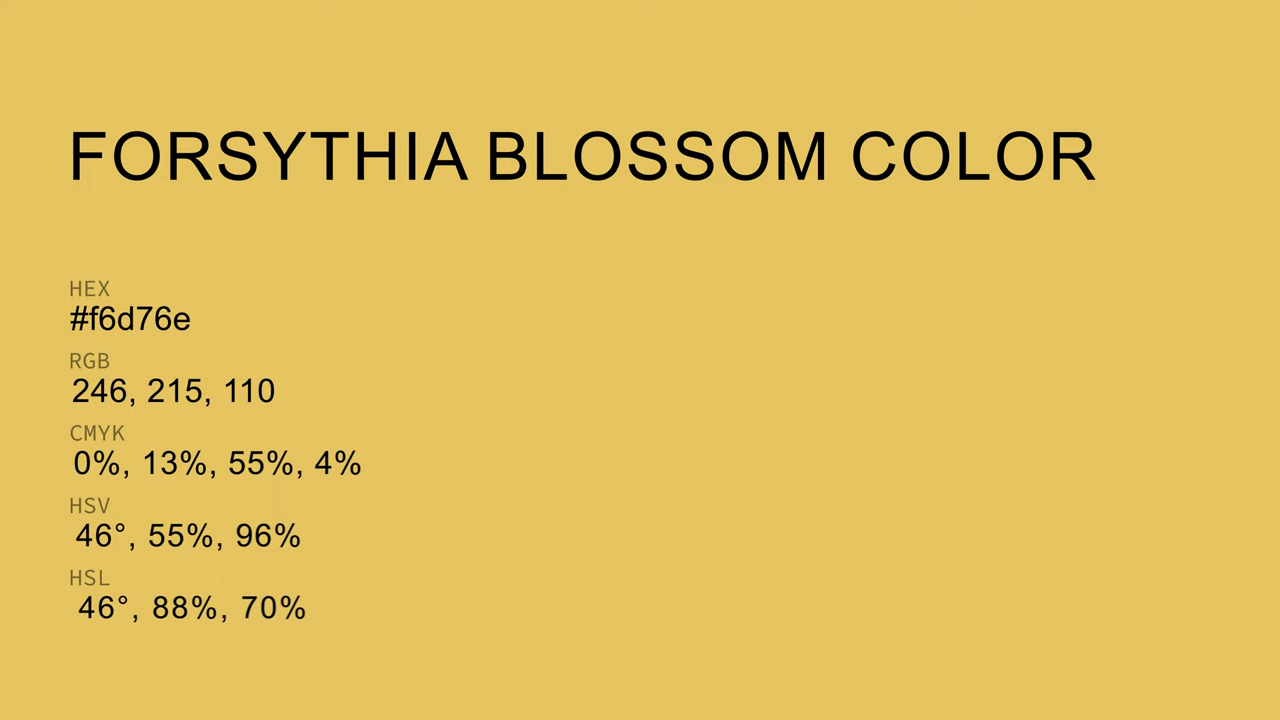 FORSYTHIA BLOSSOM COLOR
HEX
#f6d76e
RGB
246, 215, 110
CMYK
0%, 13%, 55%, 4%
HSV
46°, 55%, 96%
HSL
46°, 88%, 70%